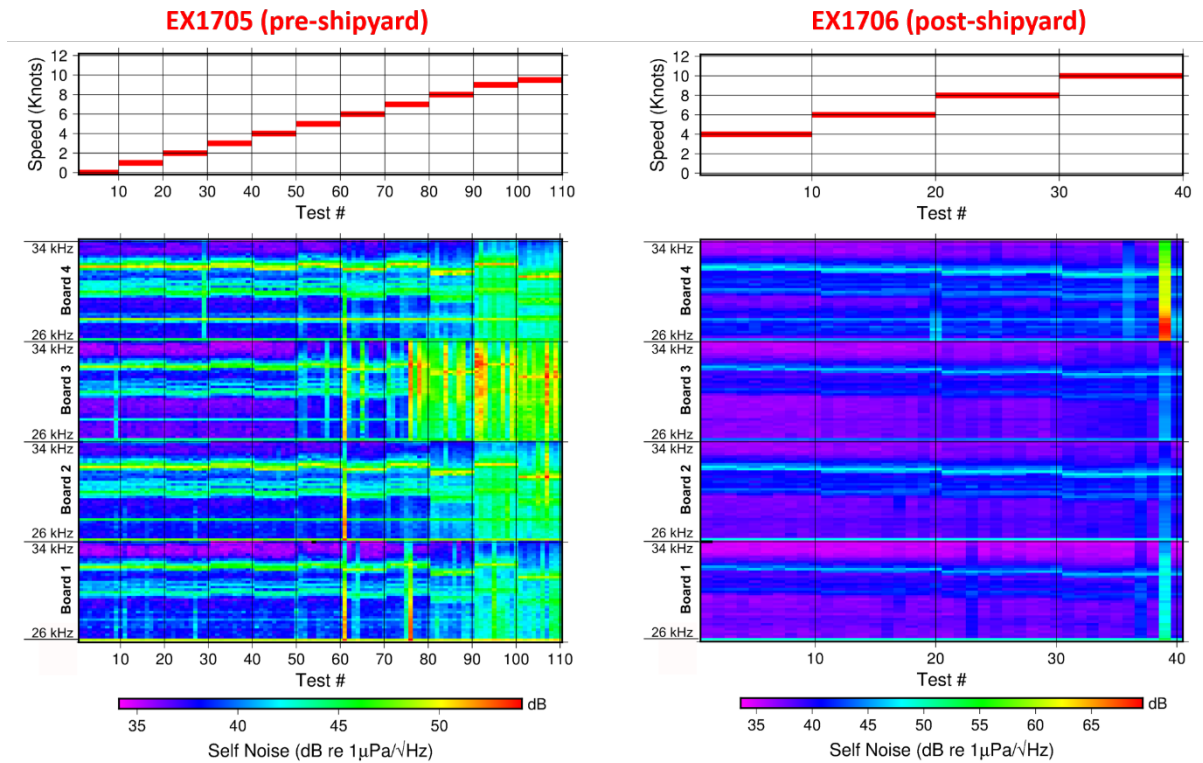 EX1705 (pre-shipyard)
12
10
8
6
4
2
0
Speed (Knots)
10 20 30 40 50 60 70 80 90 100 110
Test #
34 kHz
Board 4
26 kHz
34 kHz
Board 3
26 kHz
34 kHz
Board 2
26 kHz
34 kHz
Board 1
26 kHz
10 20 30 40 50 60 70 80 90 100 110
Test #
dB
35 40 45 50
Self Noise (dB re 1µPa/√Hz)
EX1706 (post-shipyard)
12
10
8
6
4
2
0
Speed (Knots)
10 20 30 40
Test #
34 kHz
Board 4
26 kHz
34 kHz
Board 3
26 kHz
34 kHz
Board 2
26 kHz
34 kHz
Board 1
26 kHz
10 20 30 40
Test #
dB
35 40 45 50 55 60 65
Self Noise (dB re 1µPa/√Hz)